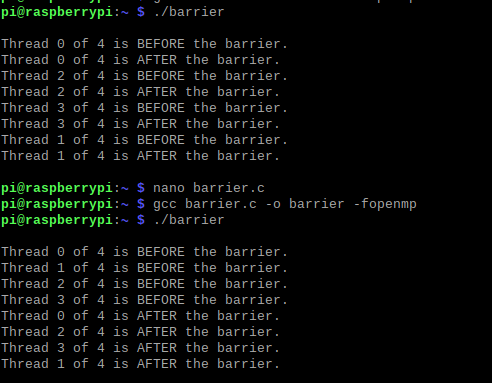 pi@raspberrypi:~ $ ./barrier
Thread 0 of 4 is BEFORE the barrier.
Thread 0 of 4 is AFTER the barrier.
Thread 2 of 4 is BEFORE the barrier.
Thread 2 of 4 is AFTER the barrier.
Thread 3 of 4 is BEFORE the barrier.
Thread 3 of 4 is AFTER the barrier.
Thread 1 of 4 is BEFORE the barrier.
Thread 1 of 4 is AFTER the barrier.
pi@raspberrypi:~ $ nano barrier.c
pi@raspberrypi:~ $ gcc barrier.c -o barrier -fopenmp
pi@raspberrypi:~ $ ./barrier
Thread 0 of 4 is BEFORE the barrier.
Thread 1 of 4 is BEFORE the barrier.
Thread 2 of 4 is BEFORE the barrier.
Thread 3 of 4 is BEFORE the barrier.
Thread 0 of 4 is AFTER the barrier.
Thread 2 of 4 is AFTER the barrier.
Thread 3 of 4 is AFTER the barrier.
Thread 1 of 4 is AFTER the barrier.